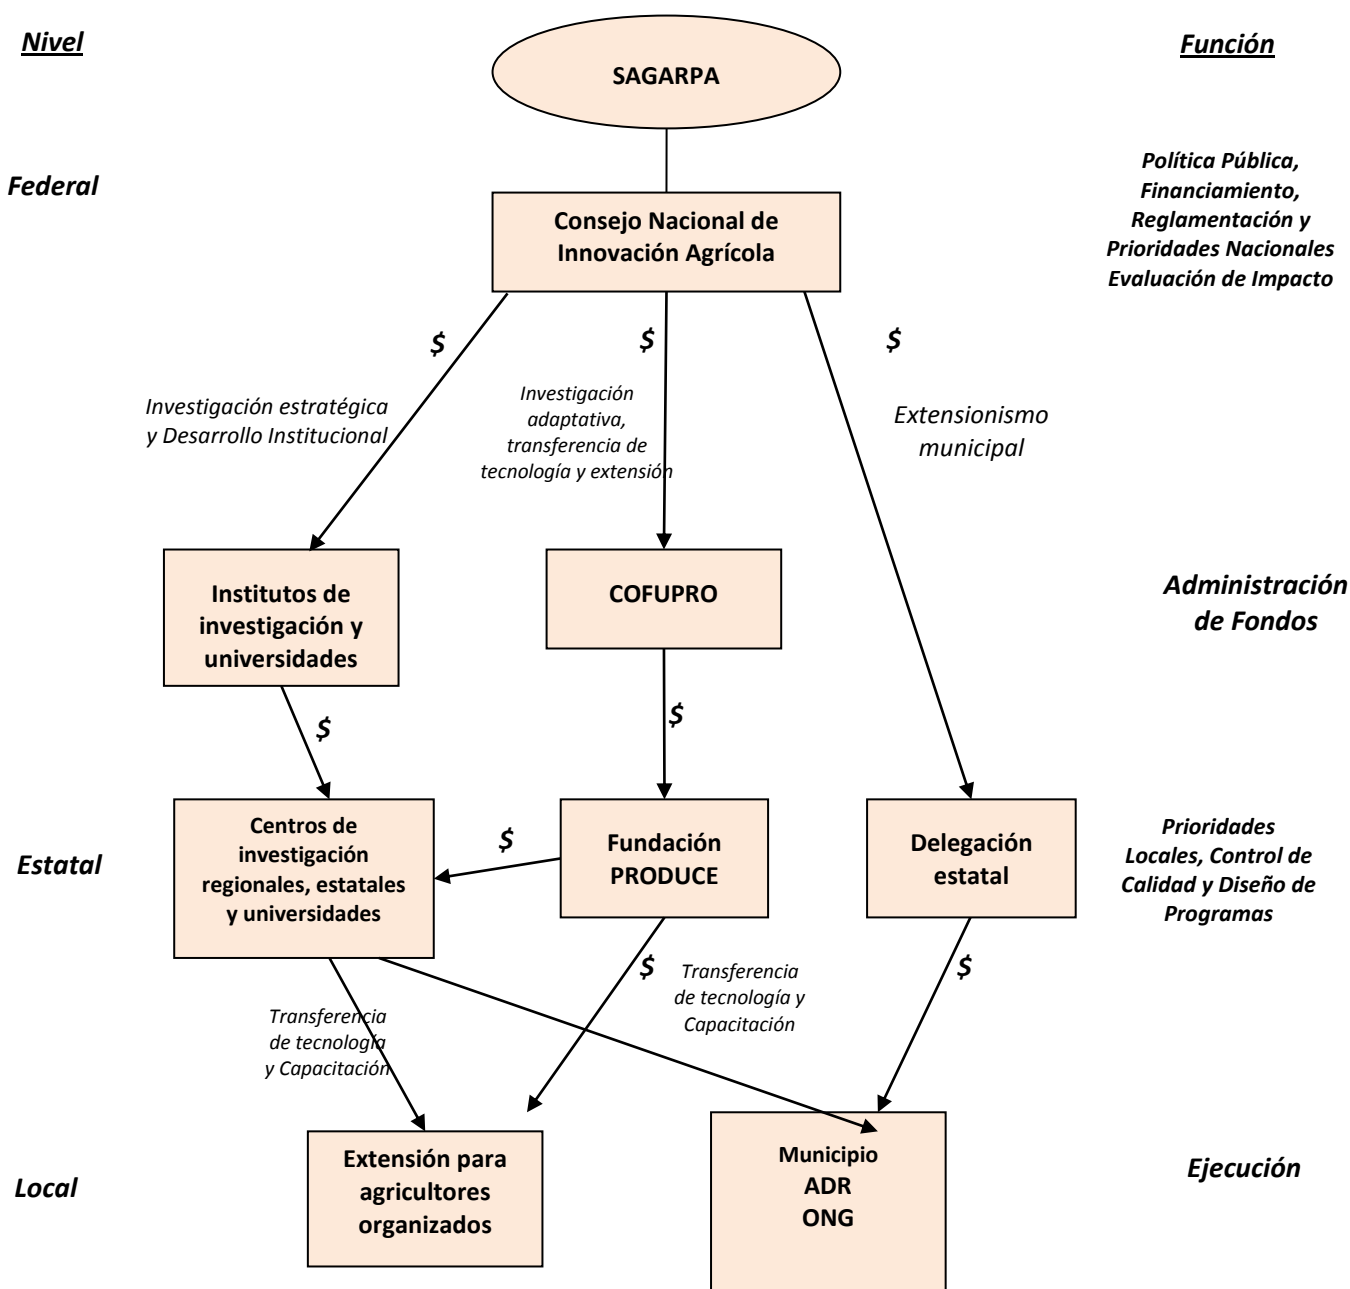 Nivel
SAGARPA
Función
Federal
Consejo Nacional de
Innovación Agrícola
Política Pública,
Financiamiento,
Reglamentación y
Prioridades Nacionales
Evaluación de Impacto
$
$
$
Investigación estratégica
y Desarrollo Institucional
Investigación
adaptativa,
transferencia de
tecnología y extensión
Extensionismo
municipal
Institutos de
investigación y
universidades
COFUPRO
Administración
de Fondos
$
$
Estatal
Centros de
investigación
regionales, estatales
y universidades
$
Fundación
PRODUCE
Delegación
estatal
Prioridades
Locales, Control de
Calidad y Diseño de
Programas
Transferencia
de tecnología
y Capacitación
$
Transferencia
de tecnología y
Capacitación
$
Local
Extensión para
agricultores
organizados
Municipio
ADR
ONG
Ejecución